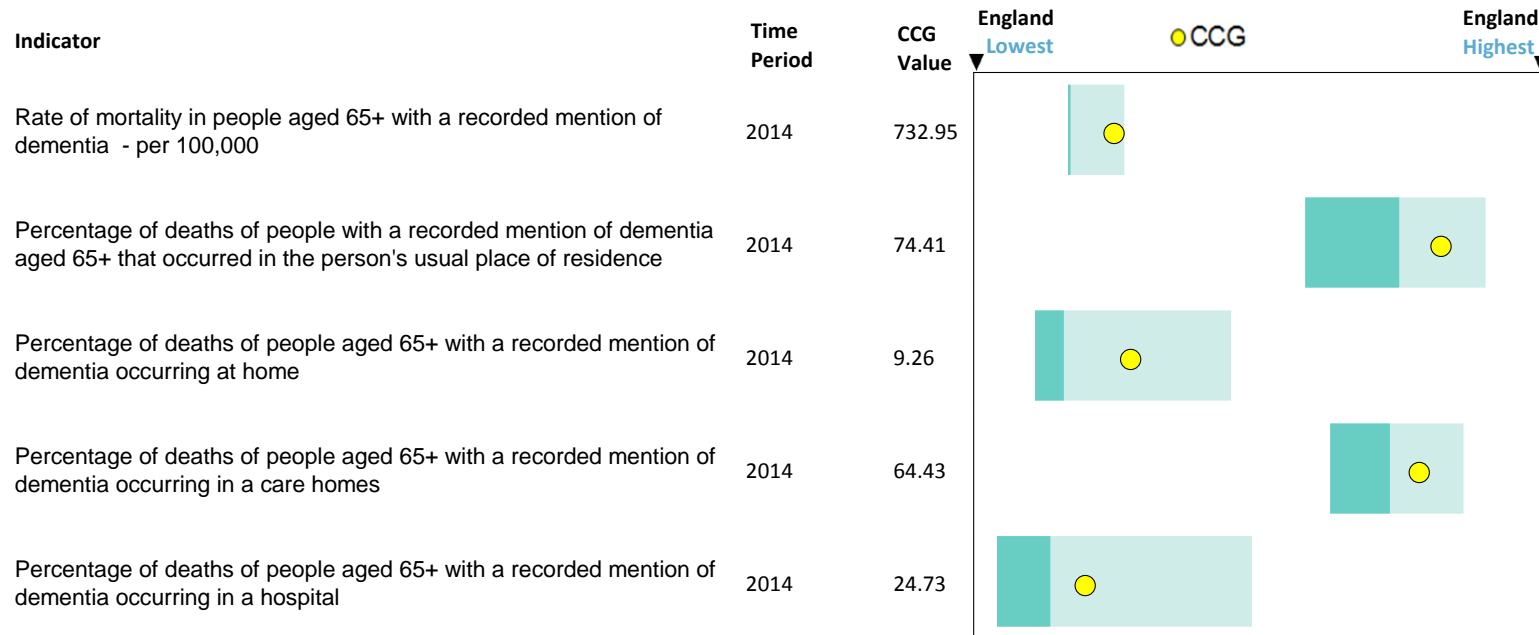 Indicator
Time
Period
CCG
Value
England
Lowest
CCG
England
Highest
Rate of mortality in people aged 65+ with a recorded mention of
dementia - per 100,000
2014
732.95
Percentage of deaths of people with a recorded mention of dementia
aged 65+ that occurred in the person's usual place of residence
2014
74.41
Percentage of deaths of people aged 65+ with a recorded mention of
dementia occurring at home
2014
9.26
Percentage of deaths of people aged 65+ with a recorded mention of
dementia occurring in a care homes
2014
64.43
Percentage of deaths of people aged 65+ with a recorded mention of
dementia occurring in a hospital
2014
24.73